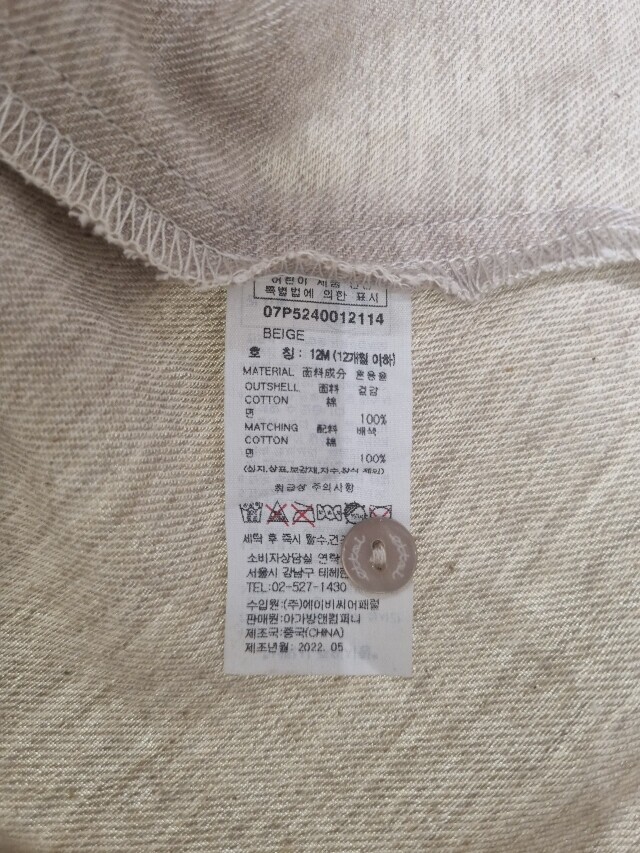 어린이 제품 안전
특별법에 의한 표시
07P5240012114
BEIGE
호 칭: 12M (12개월 이하)
MATERIAL 面料成分 혼용율
OUTSHELL 面料 겉감
COTTON 綿
면 100%
MATCHING 配料 배색
COTTON 綿
면 100%
(심지,상표,보강재,자수,장식 제외)
취급상 주의사항
세탁 후 즉시 탈수,건
소비자상담실 연락
서울시 강남구 테헤란
TEL:02-527-1430
수입원:(주)에이비씨어패럴
판매원:아가방앤컴퍼니
제조국:중국(CHINA)
제조년월: 2022. 05